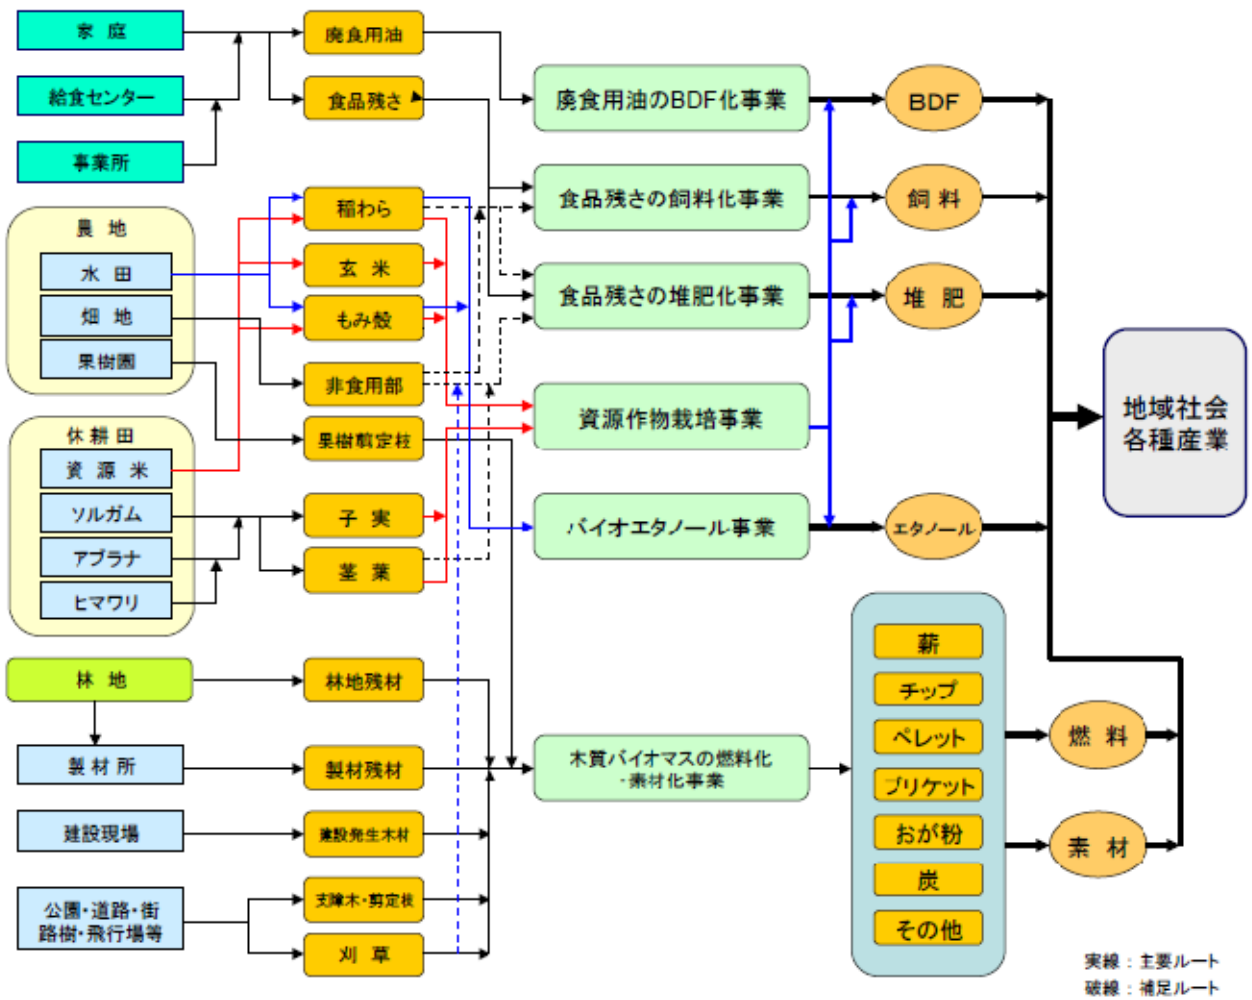 家 庭
給食センター
事業所
農 地
水 田
畑 地
果樹園
休耕田
資 源 米
ソルガム
アブラナ
ヒマワリ
林 地
製材所
建設現場
公園・道路・街
路樹・飛行場等
廃食用油
食品残さ
稲わら
玄 米
もみ殻
非食用部
果樹剪定枝
子 実
茎 葉
林地残材
製材残材
建設発生木材
支障木・剪定枝
刈 草
廃食用油のBDF化事業
食品残さの飼料化事業
食品残さの堆肥化事業
資源作物栽培事業
バイオエタノール事業
木質バイオマスの燃料化
・素材化事業
BDF
飼 料
堆 肥
エタノール
薪
チップ
ペレット
ブリケット
おが粉
炭
その他
燃 料
素 材
地域社会
各種産業
実線：主要ルート
破線：補足ルート